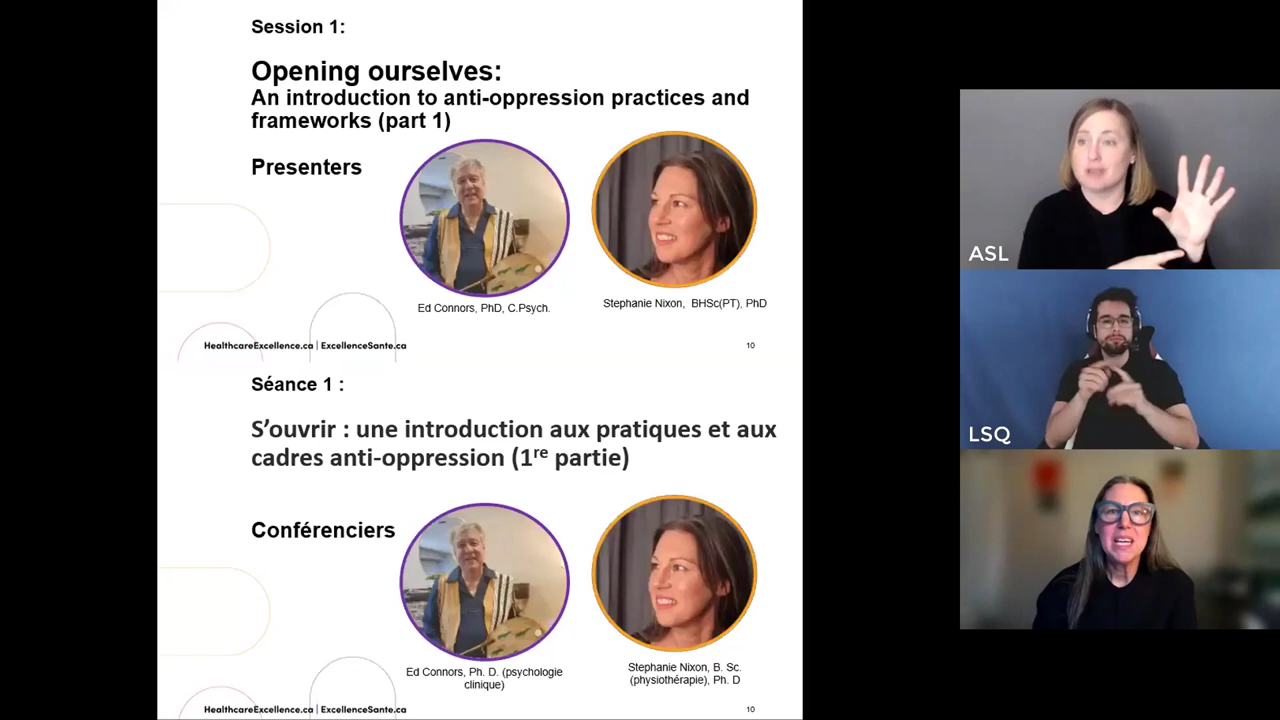 Session 1:
Opening ourselves:
An introduction to anti-oppression practices and
frameworks (part 1)
Presenters
Ed Connors, PhD, C.Psych.
Stephanie Nixon,  BHSc(PT), PhD
HealthcareExcellence.ca | ExcellenceSante.ca
10
Séance 1 :
S’ouvrir : une introduction aux pratiques et aux
cadres anti-oppression (1re partie)
Conférenciers
Ed Connors, Ph. D. (psychologie
clinique)
Stephanie Nixon, B. Sc.
(physiothérapie), Ph. D
HealthcareExcellence.ca | ExcellenceSante.ca
10
ASL
LSQ